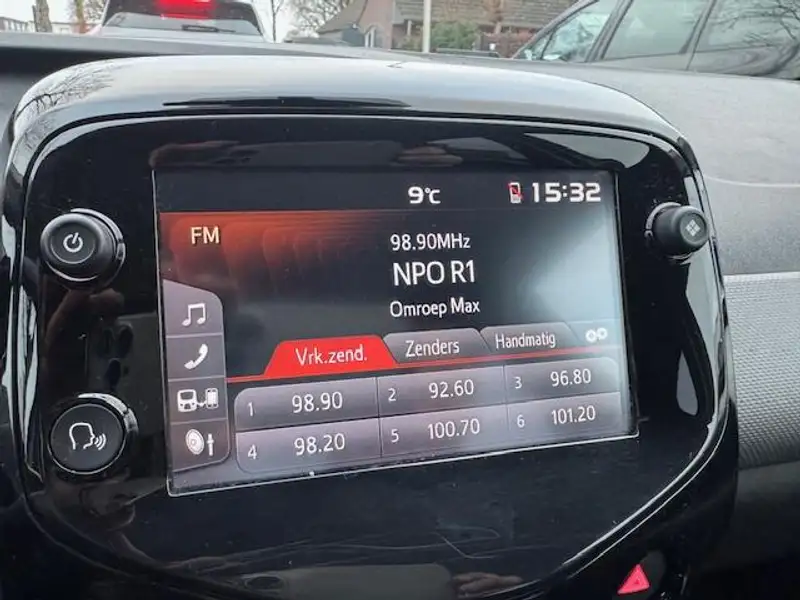 9°C 15:32
FM
98.90MHz
NPO R1
Omroep Max
Vrk.zend. Zenders Handmatig
1 98.90 2 92.60 3 96.80
4 98.20 5 100.70 6 101.20